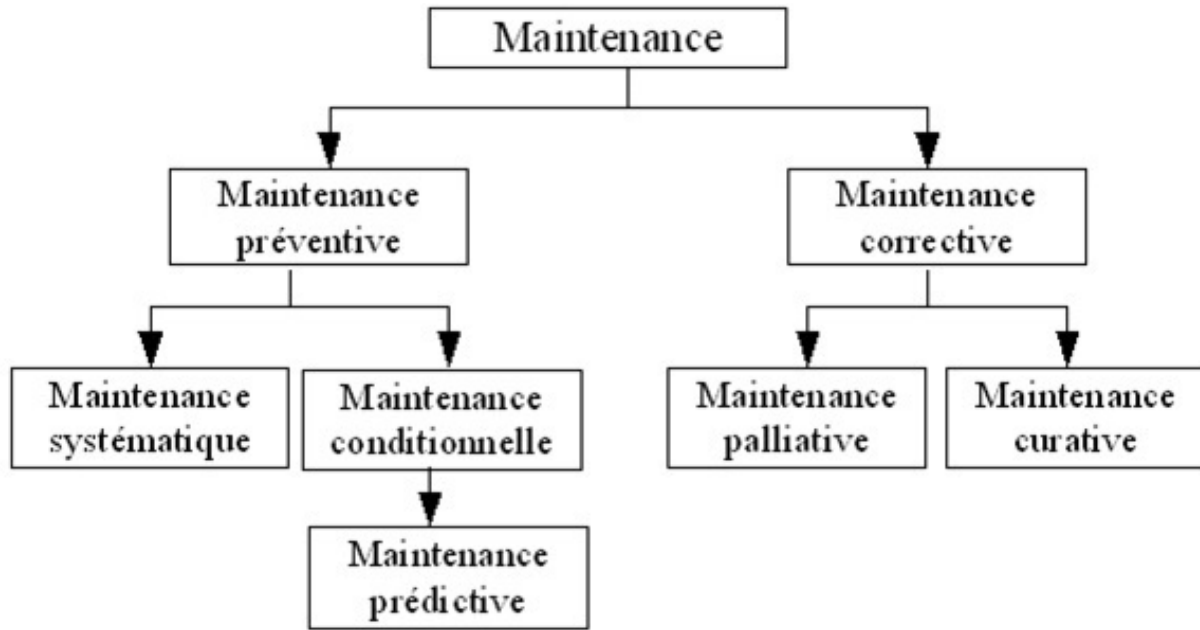 Maintenance
Maintenance
préventive
Maintenance
corrective
Maintenance
systématique
Maintenance
conditionnelle
Maintenance
palliative
Maintenance
curative
Maintenance
prédictive